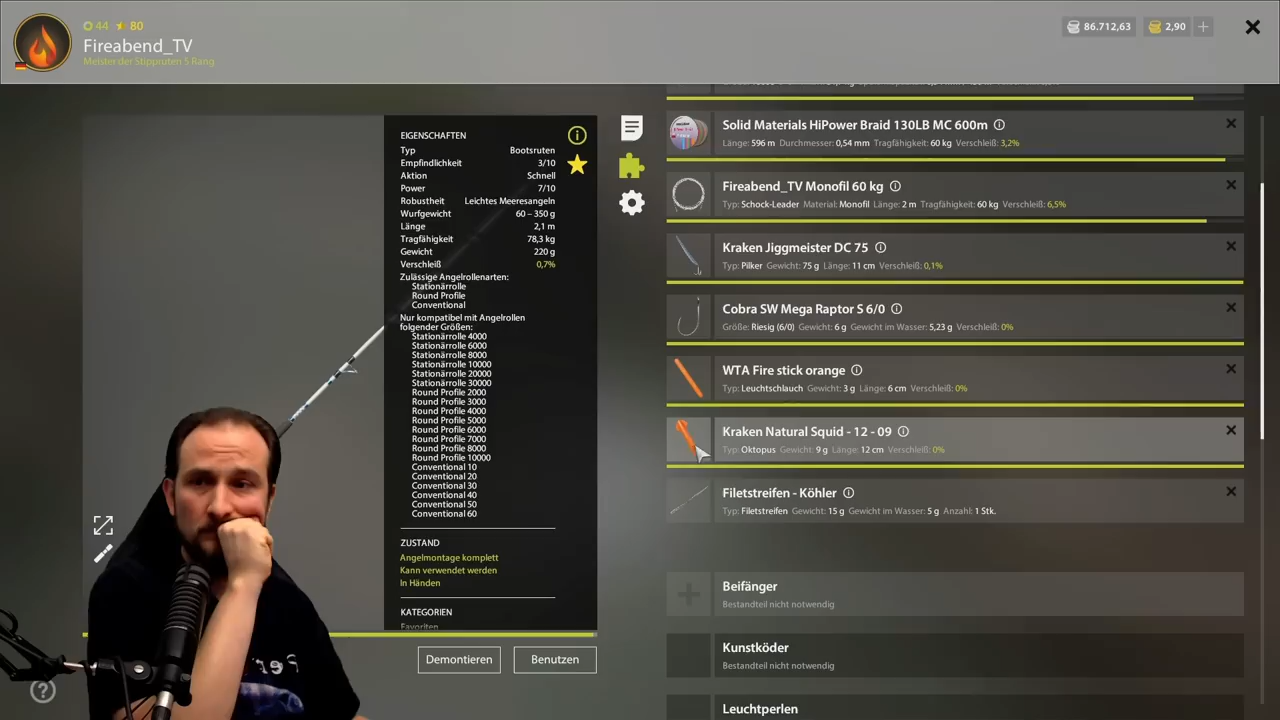 44 80
Fireabend_TV
Meister der Stippruten 5 Rang
86.712,63
2,90 +
EIGENSCHAFTEN
Typ Bootsruten
Empfindlichkeit 3/10
Aktion Schnell
Power 7/10
Robustheit Leichtes Meeresangeln
Wurfgewicht 60 – 350 g
Länge 2,1 m
Tragfähigkeit 78,3 kg
Gewicht 220 g
Verschleiß 0,7%
Zulässige Angelrollenarten:
Stationärrolle
Round Profile
Conventional
Nur kompatibel mit Angelrollen
folgender Größen:
Stationärrolle 4000
Stationärrolle 6000
Stationärrolle 8000
Stationärrolle 10000
Stationärrolle 20000
Stationärrolle 30000
Round Profile 2000
Round Profile 3000
Round Profile 4000
Round Profile 5000
Round Profile 6000
Round Profile 7000
Round Profile 8000
Round Profile 10000
Conventional 10
Conventional 20
Conventional 30
Conventional 40
Conventional 50
Conventional 60
ZUSTAND
Angelmontage komplett
Kann verwendet werden
In Händen
KATEGORIEN
Favoriten
Demontieren
Benutzen
Solid Materials HiPower Braid 130LB MC 600m
Länge: 596 m Durchmesser: 0,54 mm Tragfähigkeit: 60 kg Verschleiß: 3,2%
Fireabend_TV Monofil 60 kg
Typ: Schock-Leader Material: Monofil Länge: 2 m Tragfähigkeit: 60 kg Verschleiß: 6,5%
Kraken Jiggmeister DC 75
Typ: Pilker Gewicht: 75 g Länge: 11 cm Verschleiß: 0,1%
Cobra SW Mega Raptor S 6/0
Größe: Riesig (6/0) Gewicht: 6 g Gewicht im Wasser: 5,23 g Verschleiß: 0%
WTA Fire stick orange
Typ: Leuchtschlauch Gewicht: 3 g Länge: 6 cm Verschleiß: 0%
Kraken Natural Squid - 12 - 09
Typ: Oktopus Gewicht: 9 g Länge: 12 cm Verschleiß: 0%
Filetstreifen - Köhler
Typ: Filetstreifen Gewicht: 15 g Gewicht im Wasser: 5 g Anzahl: 1 Stk.
Beifänger
Bestandteil nicht notwendig
Kunstköder
Bestandteil nicht notwendig
Leuchtperlen